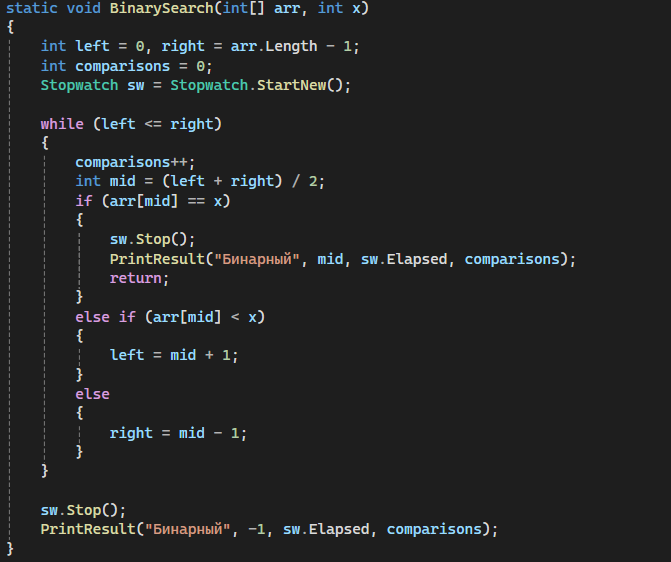 static void BinarySearch(int[] arr, int x)
{
    int left = 0, right = arr.Length - 1;
    int comparisons = 0;
    Stopwatch sw = Stopwatch.StartNew();

    while (left <= right)
    {
        comparisons++;
        int mid = (left + right) / 2;
        if (arr[mid] == x)
        {
            sw.Stop();
            PrintResult("Бинарный", mid, sw.Elapsed, comparisons);
            return;
        }
        else if (arr[mid] < x)
        {
            left = mid + 1;
        }
        else
        {
            right = mid - 1;
        }
    }

    sw.Stop();
    PrintResult("Бинарный", -1, sw.Elapsed, comparisons);
}